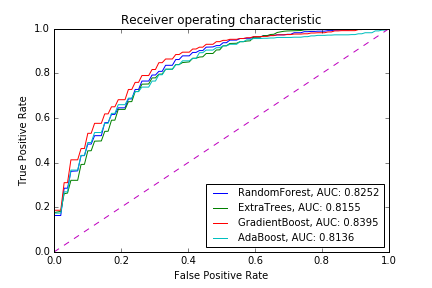 Receiver operating characteristic
1.0
0.8
0.6
0.4
0.2
0.0
True Positive Rate
RandomForest, AUC: 0.8252
ExtraTrees, AUC: 0.8155
GradientBoost, AUC: 0.8395
AdaBoost, AUC: 0.8136
0.0 0.2 0.4 0.6 0.8 1.0
False Positive Rate